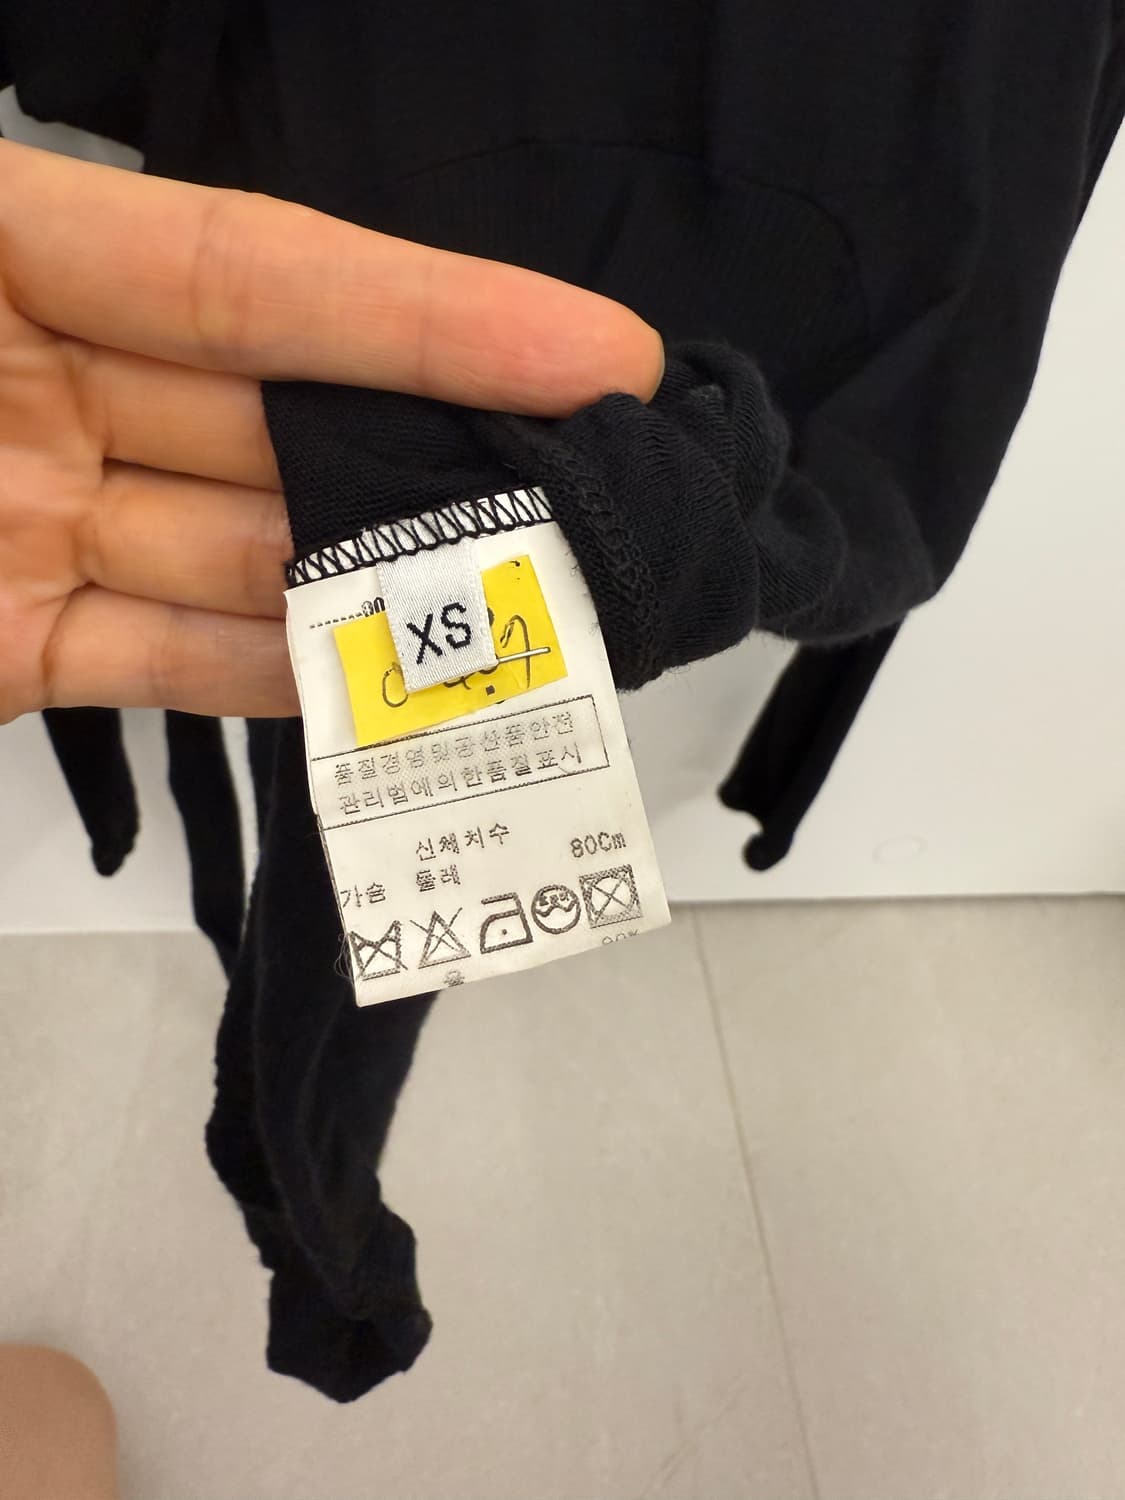 XS
품질경영및공산품안전
관리법에의한품질표시
신체치수
가슴 둘레 80Cm